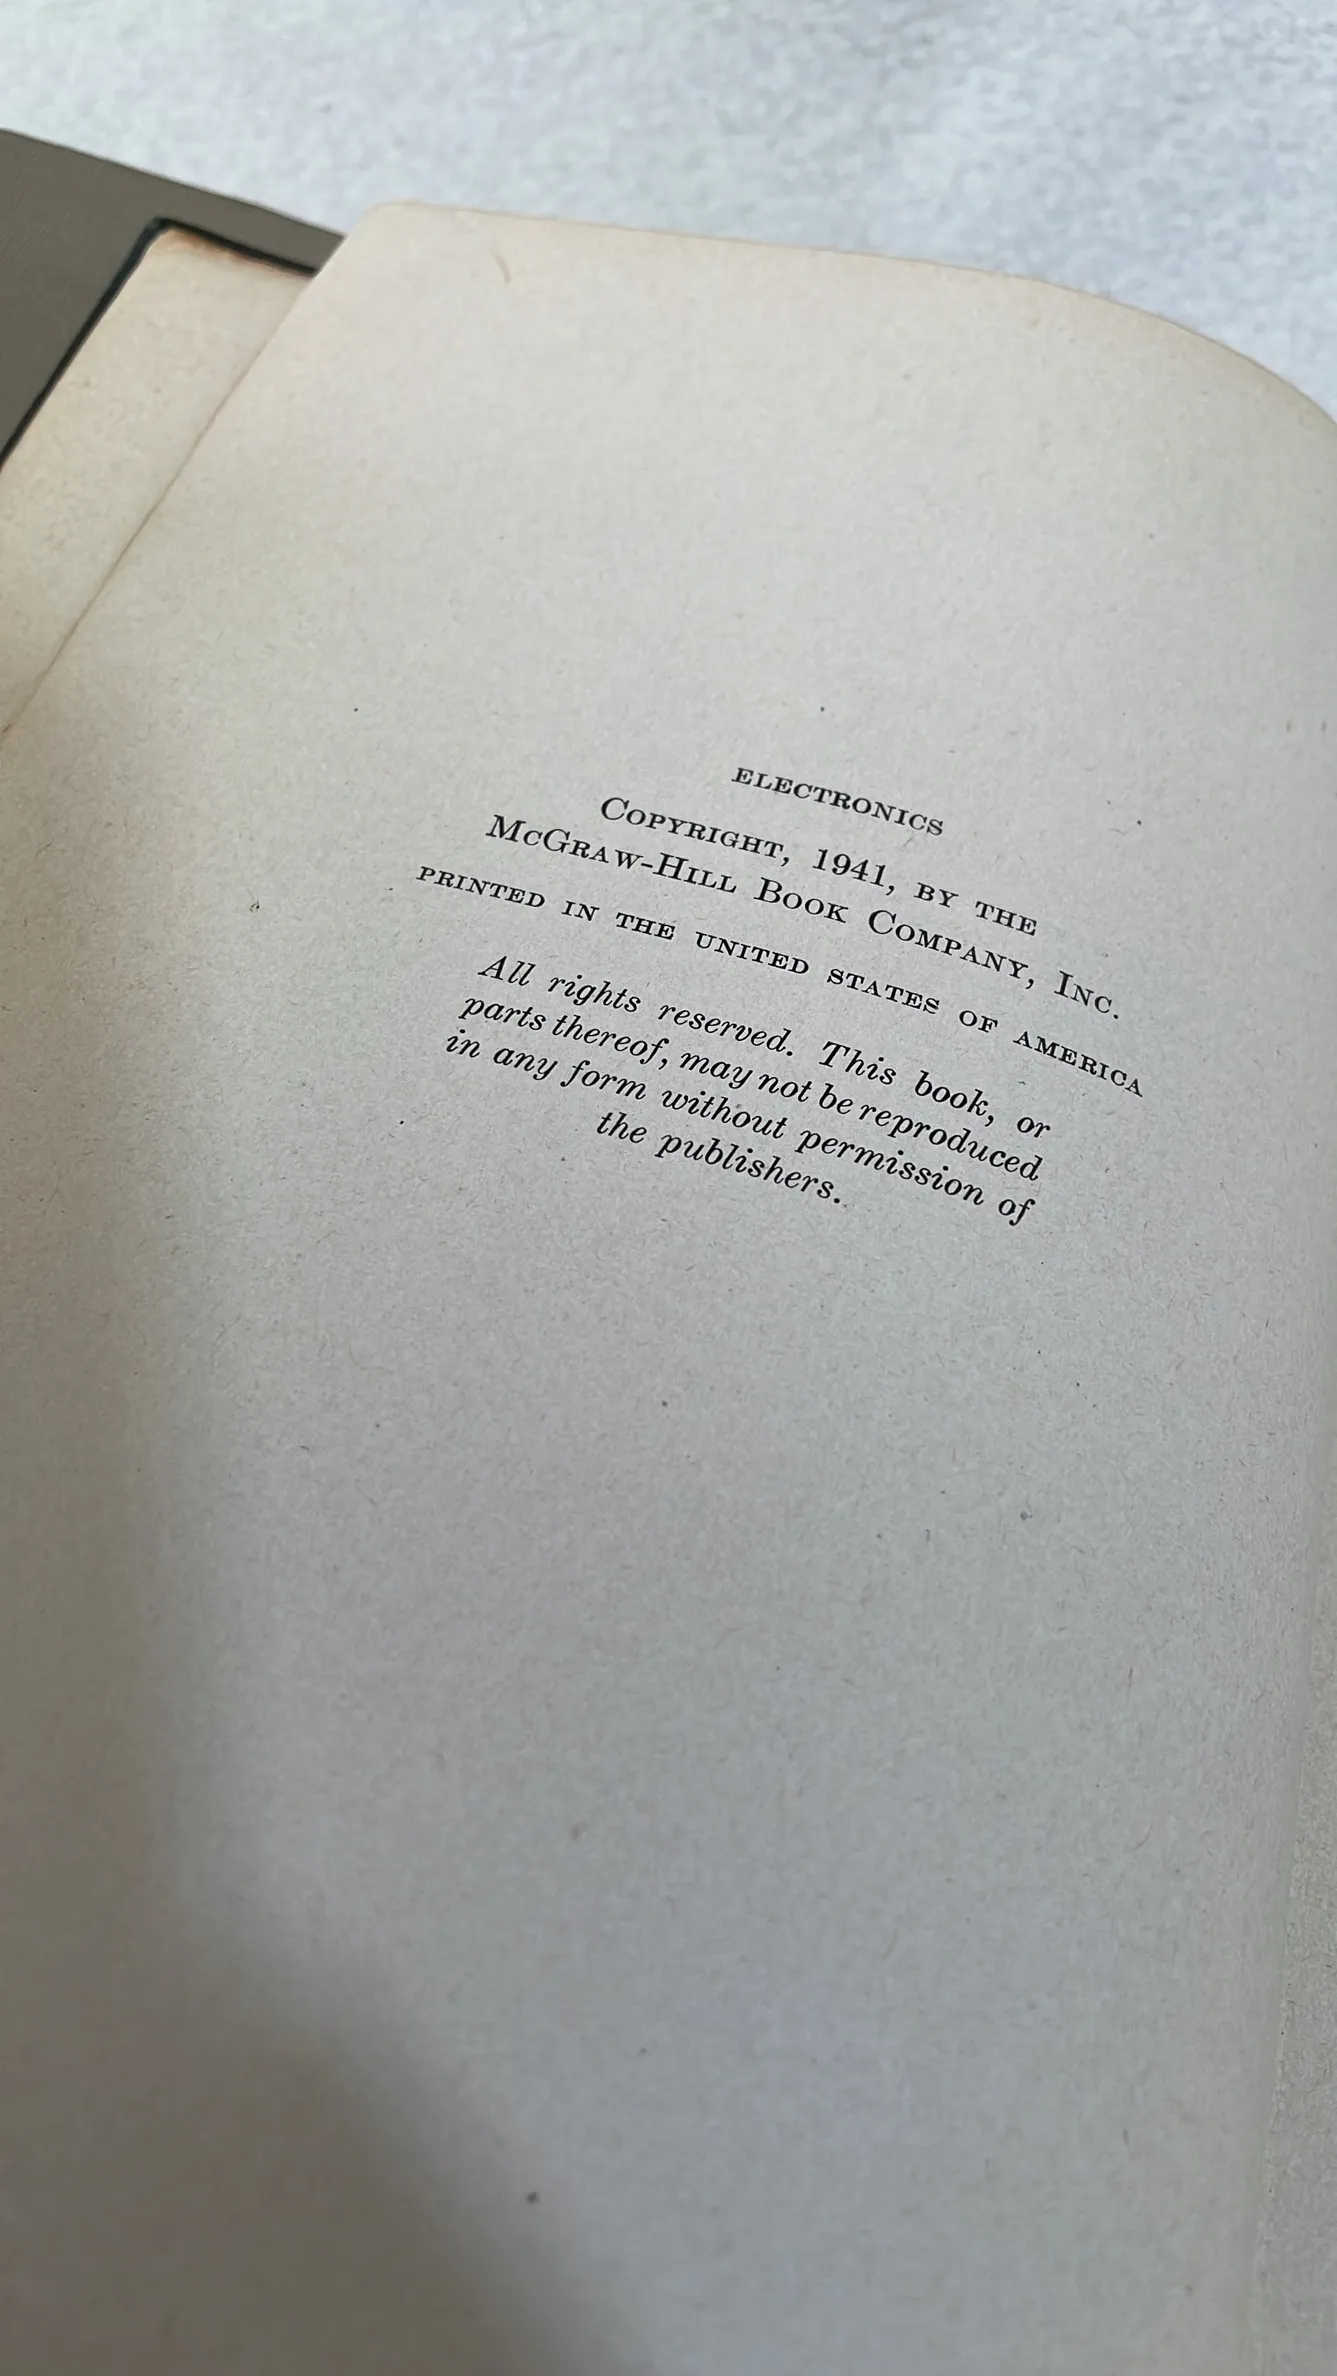 ELECTRONICS
COPYRIGHT, 1941, BY THE
MCGRAW-HILL BOOK COMPANY, INC.
PRINTED IN THE UNITED STATES OF AMERICA
All rights reserved. This book, or
parts thereof, may not be reproduced
in any form without permission of
the publishers.